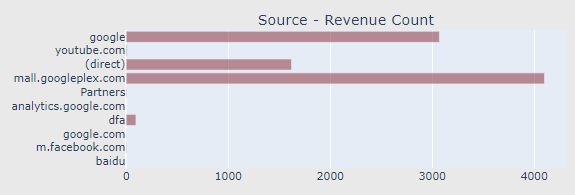 Source - Revenue Count
google
youtube.com
(direct)
mall.googleplex.com
Partners
analytics.google.com
dfa
google.com
m.facebook.com
baidu
0 1000 2000 3000 4000